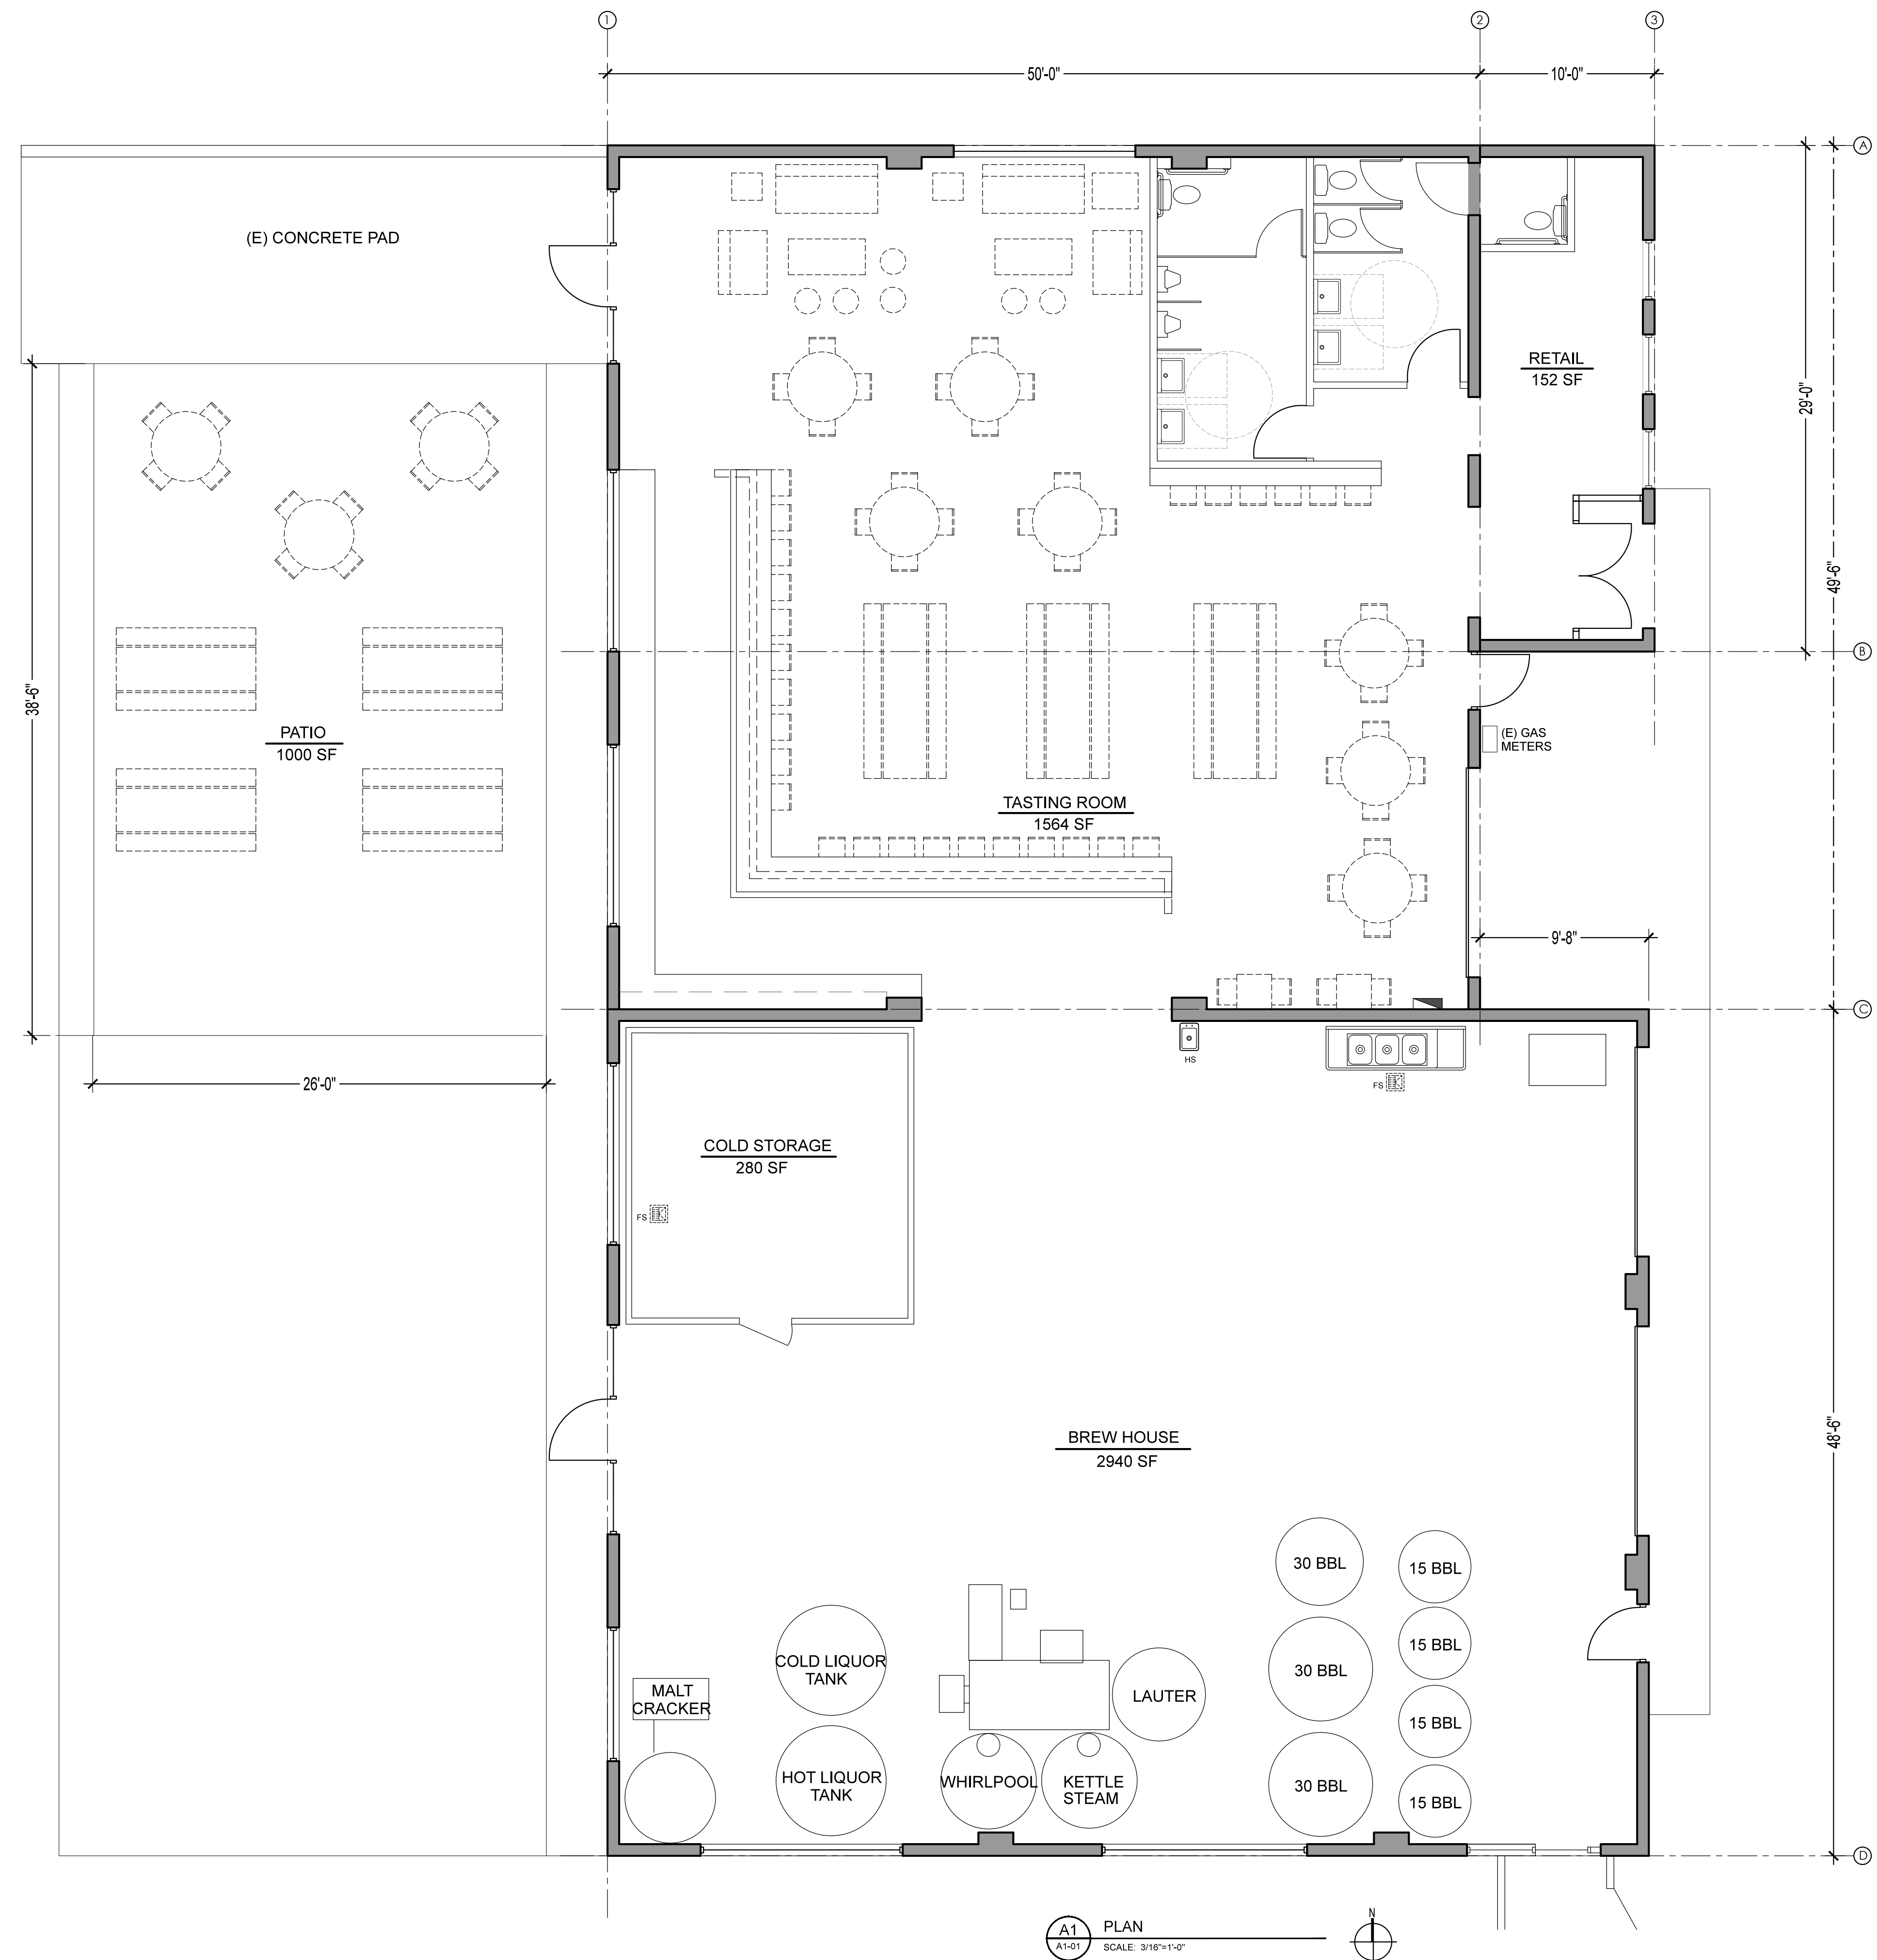 1
2
3
50'-0"
10'-0"
A
(E) CONCRETE PAD
RETAIL
152 SF
29'-0"
49'-6"
B
38'-6"
PATIO
1000 SF
(E) GAS
METERS
TASTING ROOM
1564 SF
9'-8"
C
HS
FS
26'-0"
COLD STORAGE
280 SF
FS
BREW HOUSE
2940 SF
48'-6"
30 BBL
15 BBL
COLD LIQUOR
TANK
30 BBL
15 BBL
MALT
CRACKER
LAUTER
15 BBL
HOT LIQUOR
TANK
WHIRLPOOL
KETTLE
STEAM
30 BBL
15 BBL
D
A1
A1-01
PLAN
SCALE: 3/16"=1'-0"
N